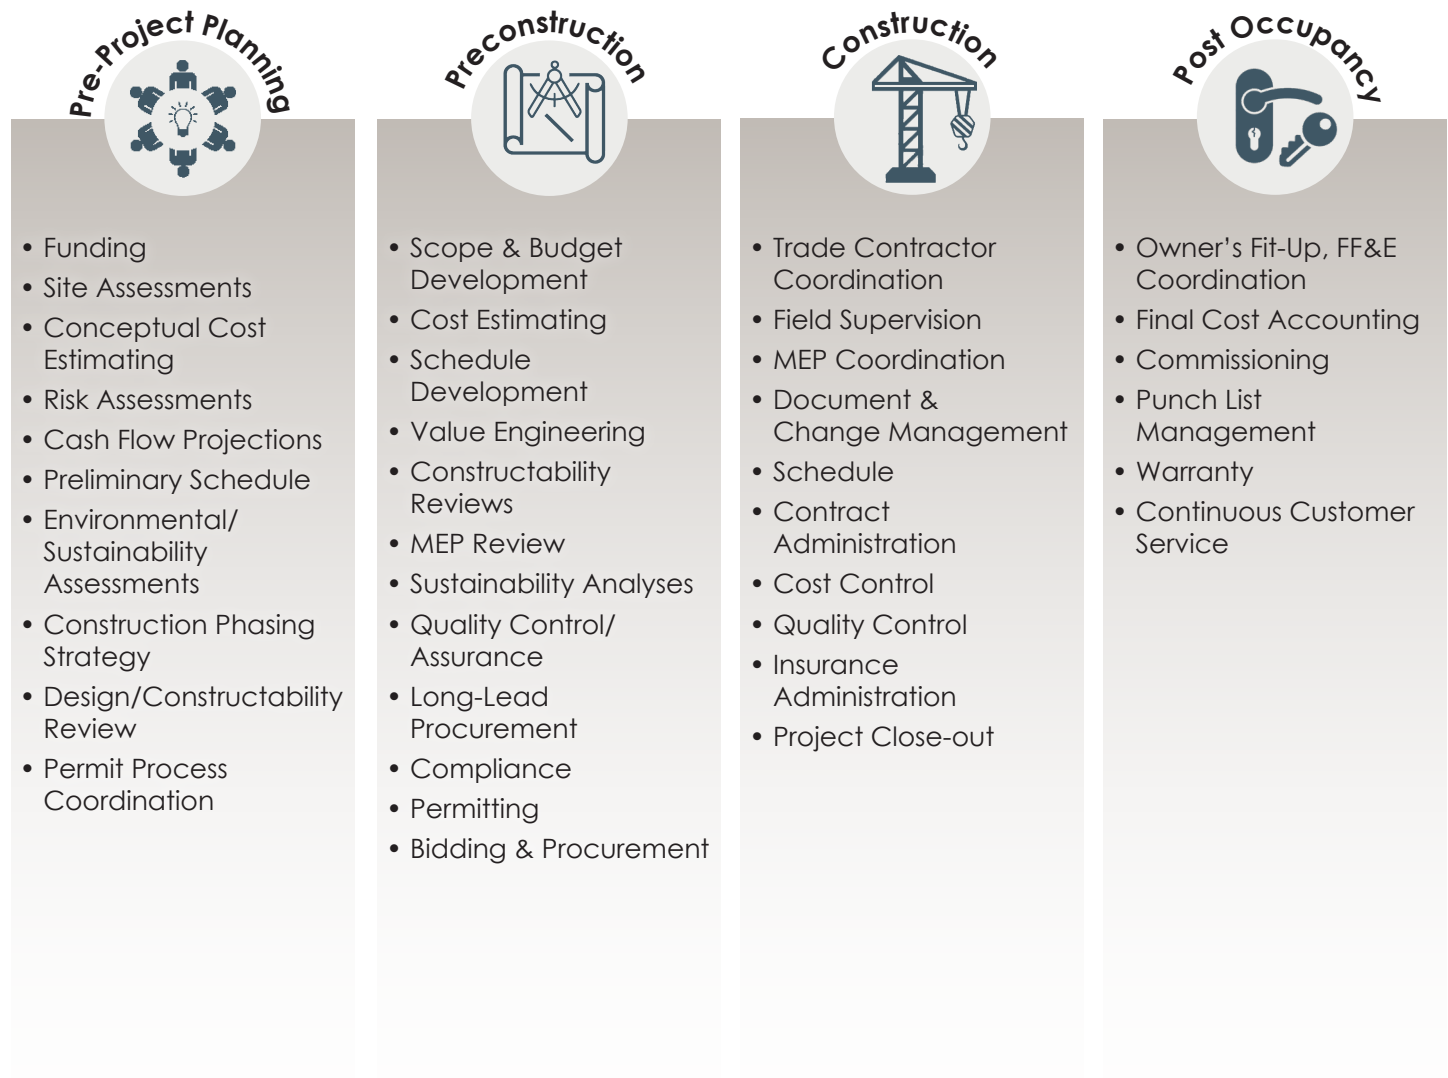 Pre-Project Planning
• Funding
• Site Assessments
• Conceptual Cost
Estimating
• Risk Assessments
• Cash Flow Projections
• Preliminary Schedule
• Environmental/
Sustainability
Assessments
• Construction Phasing
Strategy
• Design/Constructability
Review
• Permit Process
Coordination
Preconstruction
• Scope & Budget
Development
• Cost Estimating
• Schedule
Development
• Value Engineering
• Constructability
Reviews
• MEP Review
• Sustainability Analyses
• Quality Control/
Assurance
• Long-Lead
Procurement
• Compliance
• Permitting
• Bidding & Procurement
Construction
• Trade Contractor
Coordination
• Field Supervision
• MEP Coordination
• Document &
Change Management
• Schedule
• Contract
Administration
• Cost Control
• Quality Control
• Insurance
Administration
• Project Close-out
Post Occupancy
• Owner’s Fit-Up, FF&E
Coordination
• Final Cost Accounting
• Commissioning
• Punch List
Management
• Warranty
• Continuous Customer
Service